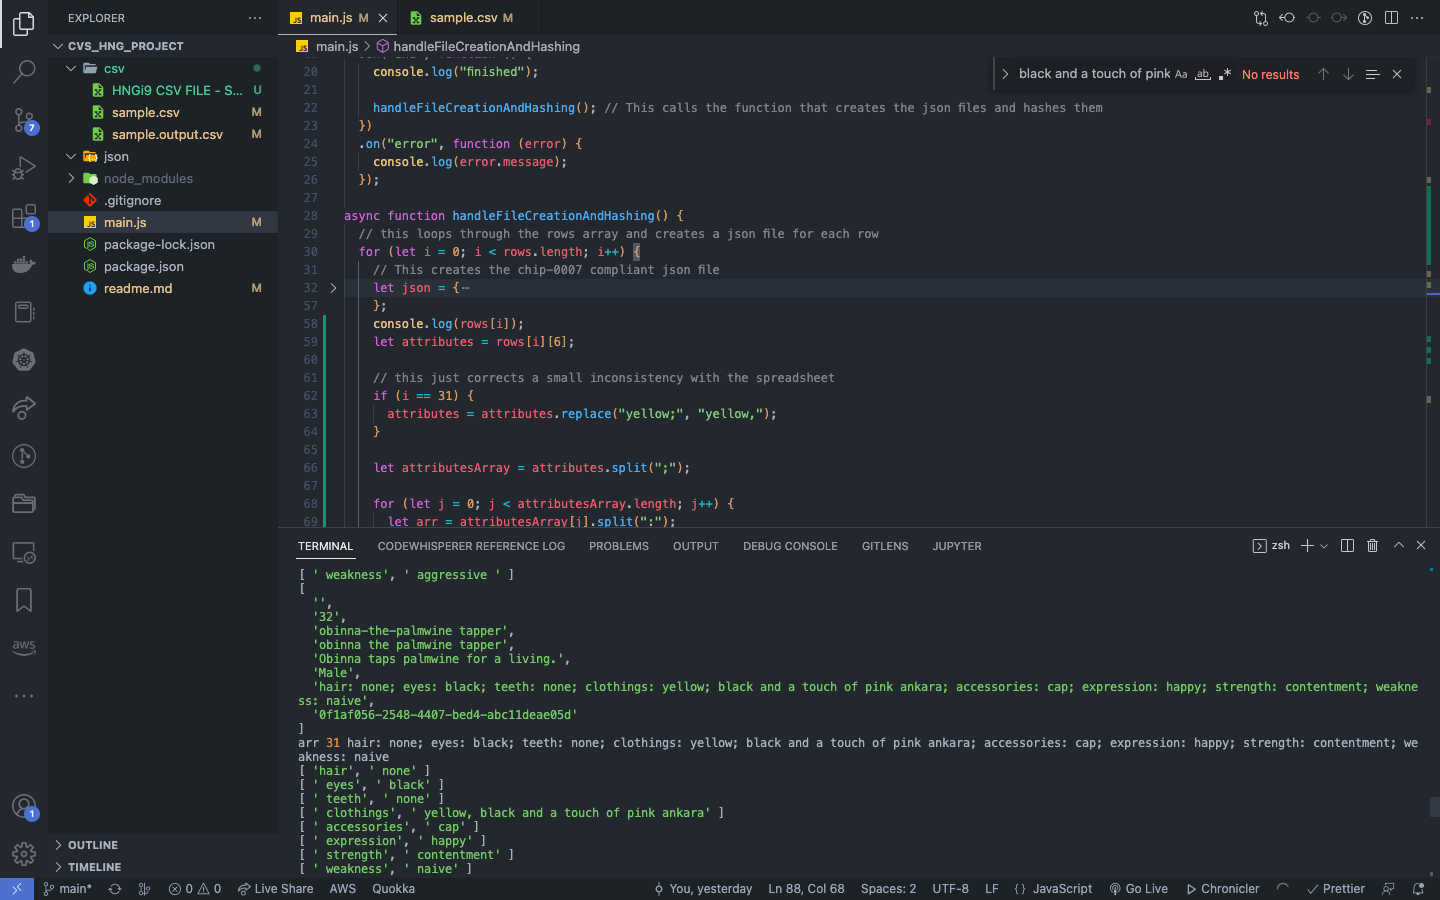 EXPLORER
CVS_HNG_PROJECT
csv
HNGi9 CSV FILE - S... U
sample.csv M
sample.output.csv M
json
node_modules
.gitignore
main.js M
package-lock.json
package.json
readme.md M
OUTLINE
TIMELINE
7
1
aws
1
main.js M
sample.csv M
main.js > handleFileCreationAndHashing
black and a touch of pink Aa ab .* No results
20 console.log("finished");
21
22 handleFileCreationAndHashing(); // This calls the function that creates the json files and hashes them
23 })
24 .on("error", function (error) {
25 console.log(error.message);
26 });
27
28 async function handleFileCreationAndHashing() {
29 // this loops through the rows array and creates a json file for each row
30 for (let i = 0; i < rows.length; i++) {
31 // This creates the chip-0007 compliant json file
32 let json = {⋯
57 };
58 console.log(rows[i]);
59 let attributes = rows[i][6];
60
61 // this just corrects a small inconsistency with the spreadsheet
62 if (i == 31) {
63 attributes = attributes.replace("yellow;", "yellow,");
64 }
65
66 let attributesArray = attributes.split(";");
67
68 for (let j = 0; j < attributesArray.length; j++) {
69 let arr = attributesArray[j].split(":");
TERMINAL CODEWHISPERER REFERENCE LOG PROBLEMS OUTPUT DEBUG CONSOLE GITLENS JUPYTER zsh
[ ' weakness', ' aggressive ' ]
[
'',
'32',
'obinna-the-palmwine tapper',
'obinna the palmwine tapper',
'Obinna taps palmwine for a living.',
'Male',
'hair: none; eyes: black; teeth: none; clothings: yellow; black and a touch of pink ankara; accessories: cap; expression: happy; strength: contentment; weakne
ss: naive',
'0f1af056-2548-4407-bed4-abc11deae05d'
]
arr 31 hair: none; eyes: black; teeth: none; clothings: yellow; black and a touch of pink ankara; accessories: cap; expression: happy; strength: contentment; we
akness: naive
[ 'hair', ' none' ]
[ ' eyes', ' black' ]
[ ' teeth', ' none' ]
[ ' clothings', ' yellow, black and a touch of pink ankara' ]
[ ' accessories', ' cap' ]
[ ' expression', ' happy' ]
[ ' strength', ' contentment' ]
[ ' weakness', ' naive' ]
main* 0 0 Live Share AWS Quokka You, yesterday Ln 88, Col 68 Spaces: 2 UTF-8 LF {} JavaScript Go Live Chronicler Prettier